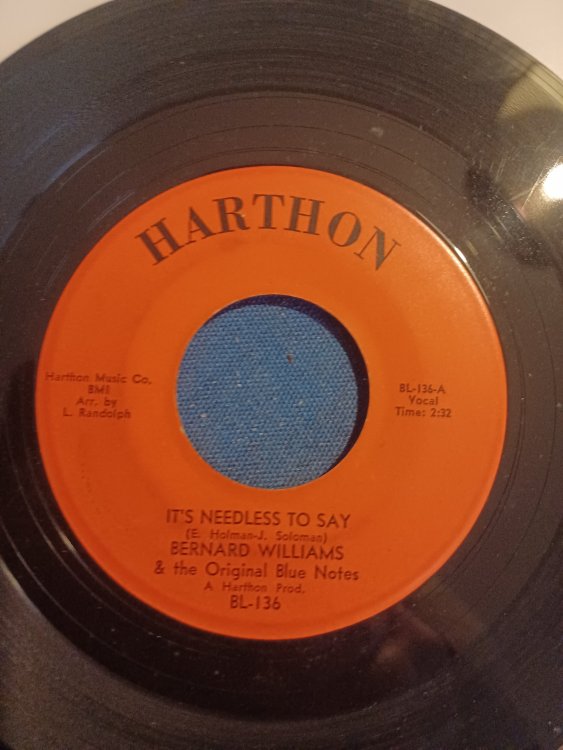 HARTHON
Harthon Music Co.
BMI
Arr. by
L. Randolph
BL-136-A
Vocal
Time: 2:32
IT'S NEEDLESS TO SAY
(E. Holman-J. Soloman)
BERNARD WILLIAMS
& the Original Blue Notes
A Harthon Prod.
BL-136